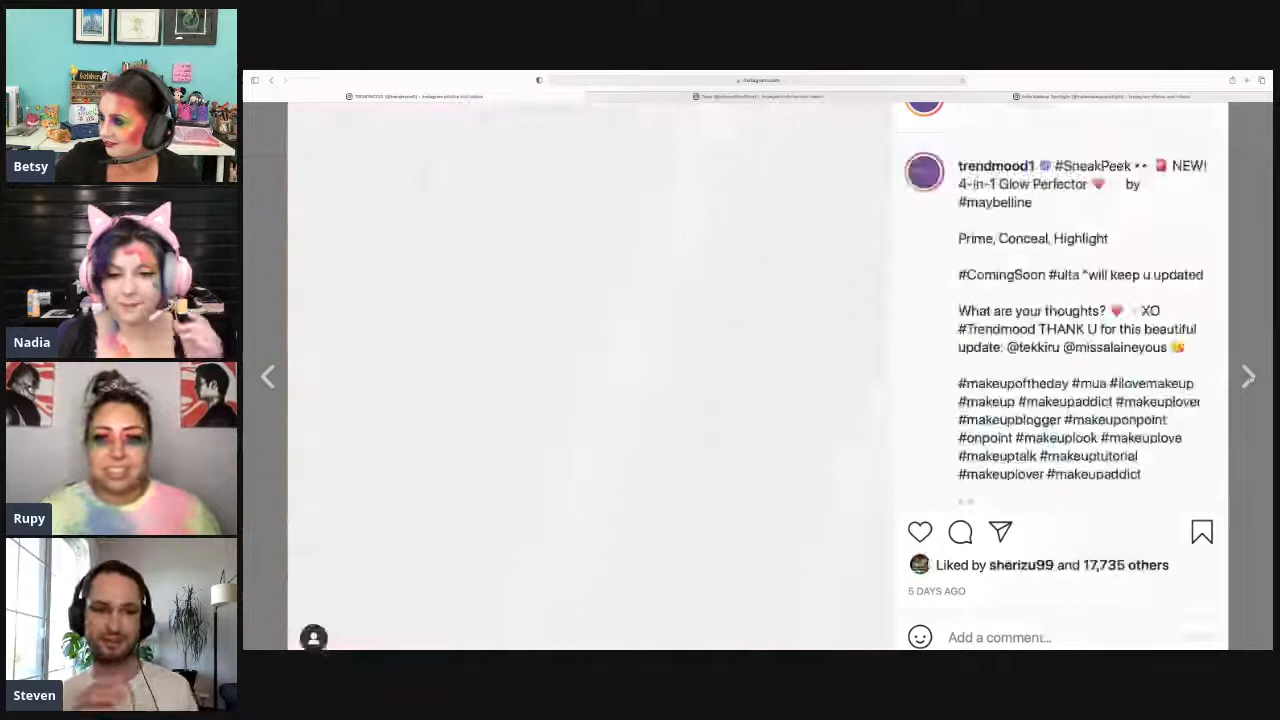 Betsy
Nadia
Rupy
Steven
instagram.com
trendmood1 #SneakPeek NEW!
4-in-1 Glow Perfector by
#maybelline
Prime, Conceal, Highlight
#ComingSoon #ulta *will keep u updated
What are your thoughts? XO
#Trendmood THANK U for this beautiful
update: @tekkiru @missalaineyous
#makeupoftheday #mua #ilovemakeup
#makeup #makeupaddict #makeuplover
#makeupblogger #makeuponpoint
#onpoint #makeuplook #makeuplove
#makeuptalk #makeuptutorial
#makeuplover #makeupaddict
Liked by sherizu99 and 17,735 others
5 DAYS AGO
Add a comment...